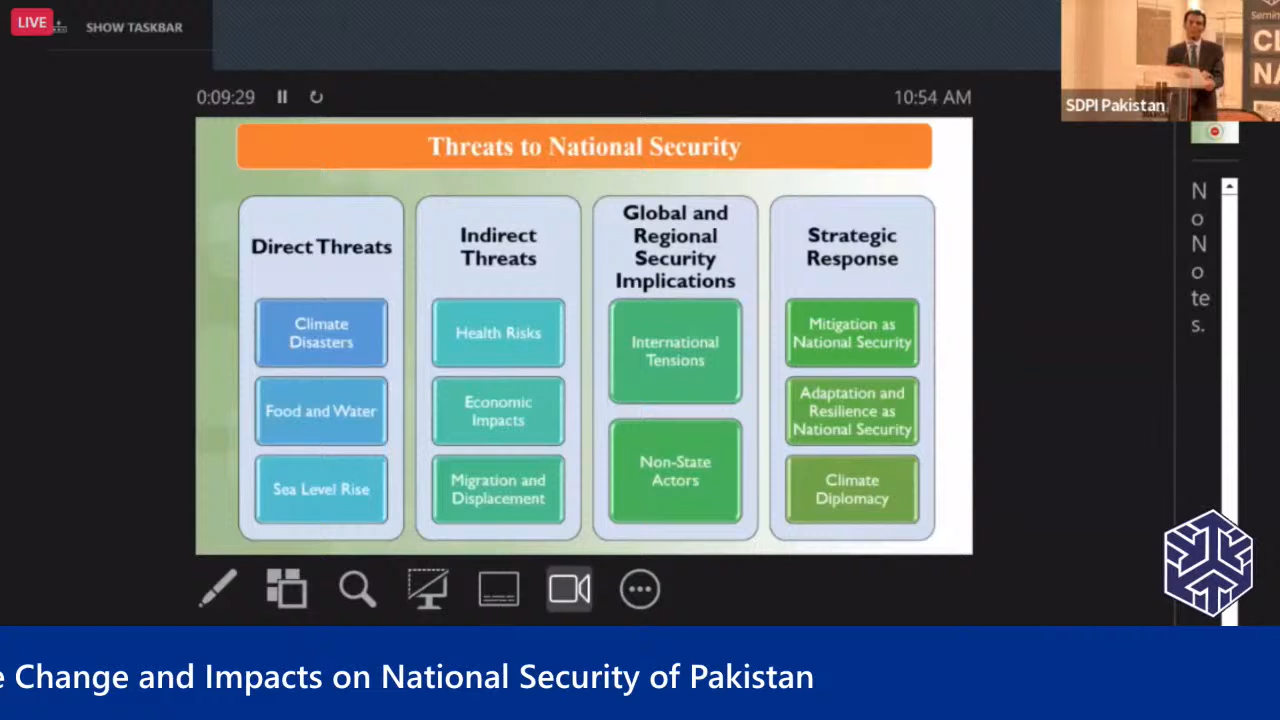 LIVE
SHOW TASKBAR
0:09:29
10:54 AM
Semin
SDPI Pakistan
Threats to National Security
Direct Threats
Climate
Disasters
Food and Water
Sea Level Rise
Indirect
Threats
Health Risks
Economic
Impacts
Migration and
Displacement
Global and
Regional
Security
Implications
International
Tensions
Non-State
Actors
Strategic
Response
Mitigation as
National Security
Adaptation and
Resilience as
National Security
Climate
Diplomacy
N
o
N
o
te
s.
e Change and Impacts on National Security of Pakistan